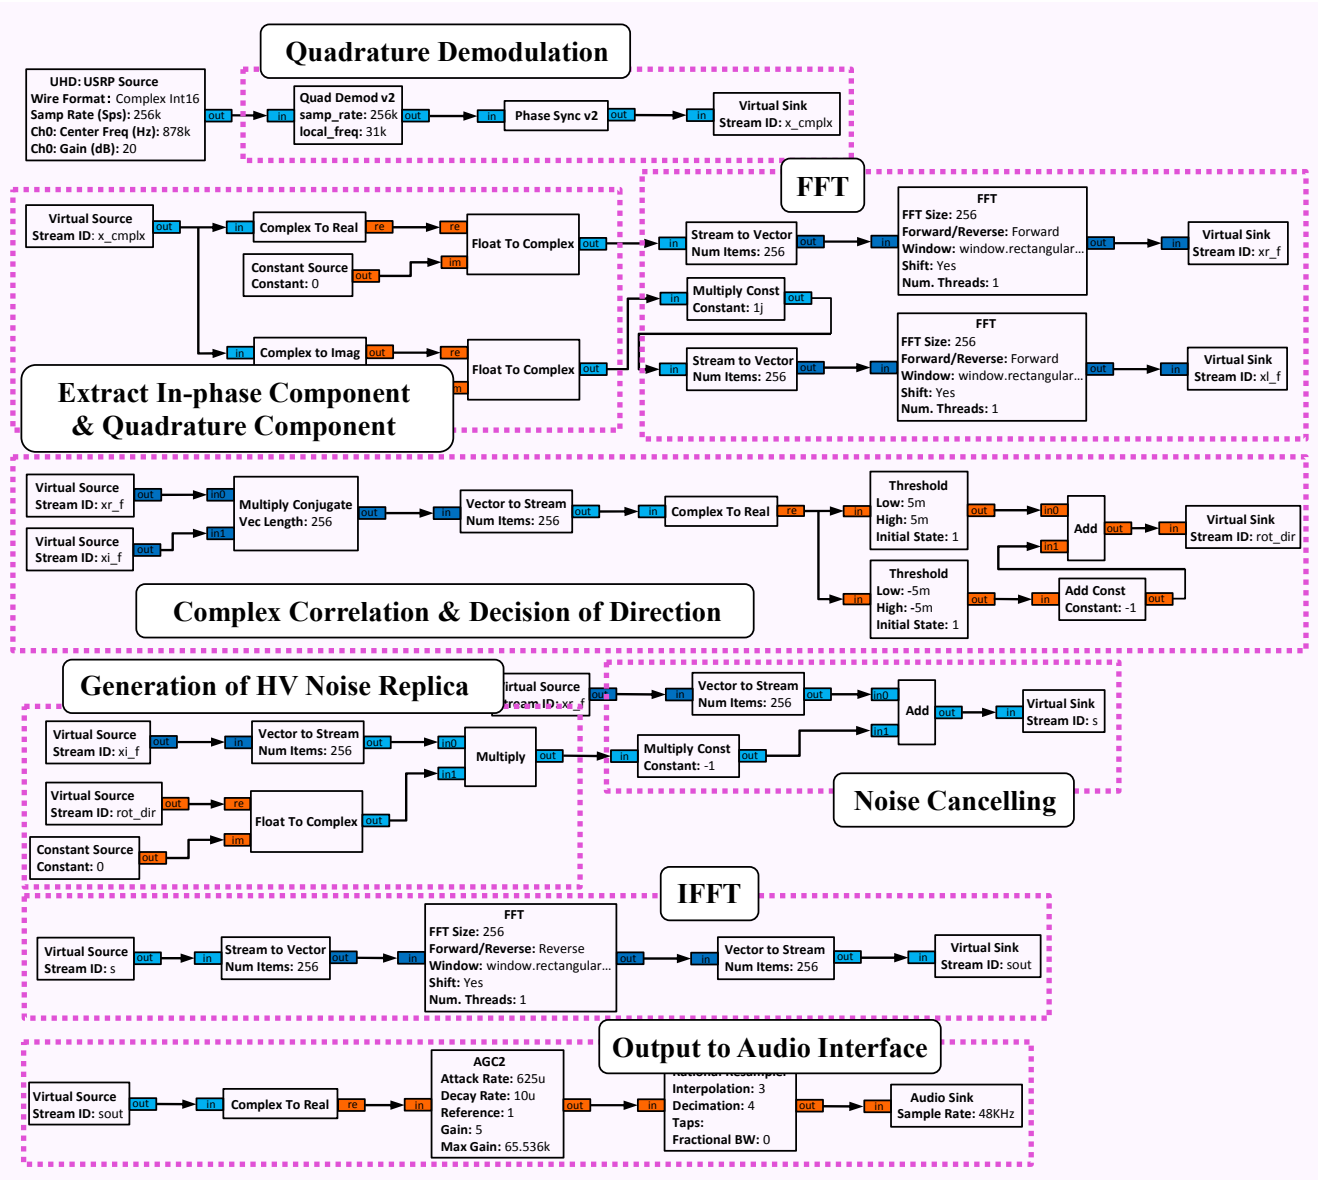 Quadrature Demodulation
UHD: USRP Source
Wire Format: Complex Int16
Samp Rate (Sps): 256k
Ch0: Center Freq (Hz): 878k
Ch0: Gain (dB): 20
out
in
Quad Demod v2
samp_rate: 256k
local_freq: 31k
out
in
Phase Sync v2
out
in
Virtual Sink
Stream ID: x_cmplx
FFT
Virtual Source
Stream ID: x_cmplx
out
in
Complex To Real
re
re
im
Float To Complex
out
Constant Source
Constant: 0
out
in
Complex to Imag
out
re
Float To Complex
out
Extract In-phase Component
& Quadrature Component
in
Stream to Vector
Num Items: 256
out
in
FFT
FFT Size: 256
Forward/Reverse: Forward
Window: window.rectangular...
Shift: Yes
Num. Threads: 1
out
in
Virtual Sink
Stream ID: xr_f
in
Multiply Const
Constant: 1j
out
in
Stream to Vector
Num Items: 256
out
in
FFT
FFT Size: 256
Forward/Reverse: Forward
Window: window.rectangular...
Shift: Yes
Num. Threads: 1
out
in
Virtual Sink
Stream ID: xl_f
Virtual Source
Stream ID: xr_f
out
Virtual Source
Stream ID: xi_f
out
in0
in1
Multiply Conjugate
Vec Length: 256
out
in
Vector to Stream
Num Items: 256
out
in
Complex To Real
re
in
Threshold
Low: 5m
High: 5m
Initial State: 1
out
in
Threshold
Low: -5m
High: -5m
Initial State: 1
out
in
Add Const
Constant: -1
out
in0
in1
Add
out
in
Virtual Sink
Stream ID: rot_dir
Complex Correlation & Decision of Direction
Generation of HV Noise Replica
Virtual Source
Stream ID: xi_f
out
in
Vector to Stream
Num Items: 256
out
in0
in1
Multiply
out
Virtual Source
Stream ID: rot_dir
out
Constant Source
Constant: 0
out
re
im
Float To Complex
out
Virtual Source
Stream ID: xr_f
out
in
Vector to Stream
Num Items: 256
out
in
Multiply Const
Constant: -1
out
in0
in1
Add
out
in
Virtual Sink
Stream ID: s
Noise Cancelling
IFFT
Virtual Source
Stream ID: s
out
in
Stream to Vector
Num Items: 256
out
in
FFT
FFT Size: 256
Forward/Reverse: Reverse
Window: window.rectangular...
Shift: Yes
Num. Threads: 1
out
in
Vector to Stream
Num Items: 256
out
in
Virtual Sink
Stream ID: sout
Output to Audio Interface
Virtual Source
Stream ID: sout
out
in
Complex To Real
re
in
AGC2
Attack Rate: 625u
Decay Rate: 10u
Reference: 1
Gain: 5
Max Gain: 65.536k
out
in
Rational Resampler
Interpolation: 3
Decimation: 4
Taps:
Fractional BW: 0
out
in
Audio Sink
Sample Rate: 48KHz